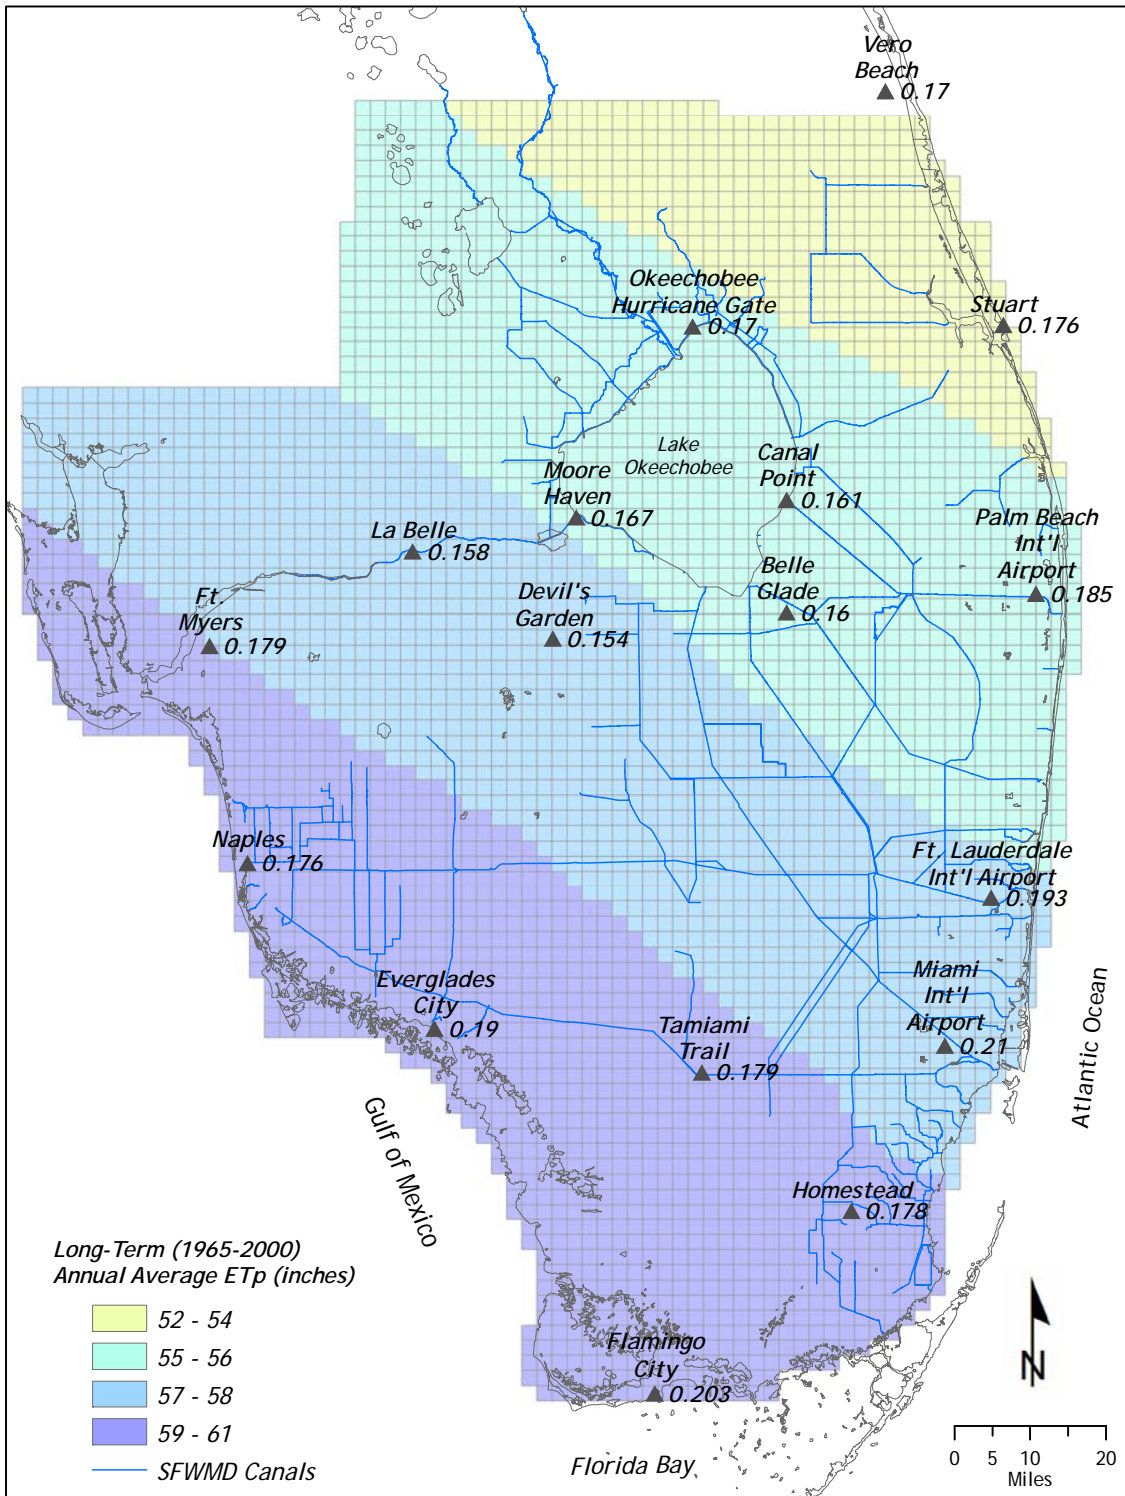 Vero
Beach
0.17
Okeechobee
Hurricane Gate
0.17
Stuart
0.176
Lake
Okeechobee
Canal
Point
0.161
Moore
Haven
0.167
Palm Beach
Int'l
Airport
0.185
La Belle
0.158
Belle
Glade
0.16
Devil's
Garden
0.154
Ft.
Myers
0.179
Naples
0.176
Ft. Lauderdale
Int'l Airport
0.193
Everglades
City
0.19
Miami
Int'l
Airport
0.21
Tamiami
Trail
0.179
Atlantic Ocean
Gulf of Mexico
Homestead
0.178
Flamingo
City
0.203
Florida Bay
Long-Term (1965-2000)
Annual Average ETp (inches)
52 - 54
55 - 56
57 - 58
59 - 61
SFWMD Canals
N
0 5 10 20
Miles